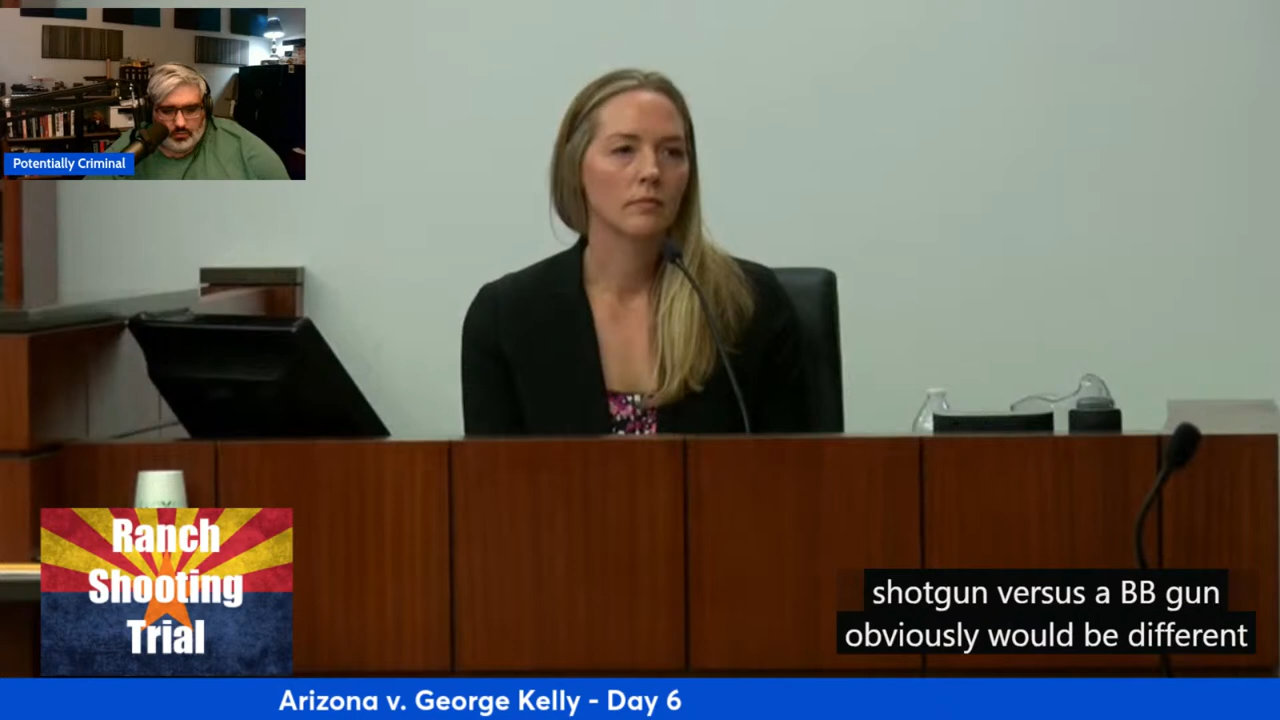 Potentially Criminal
Ranch
Shooting
Trial
shotgun versus a BB gun
obviously would be different
Arizona v. George Kelly - Day 6